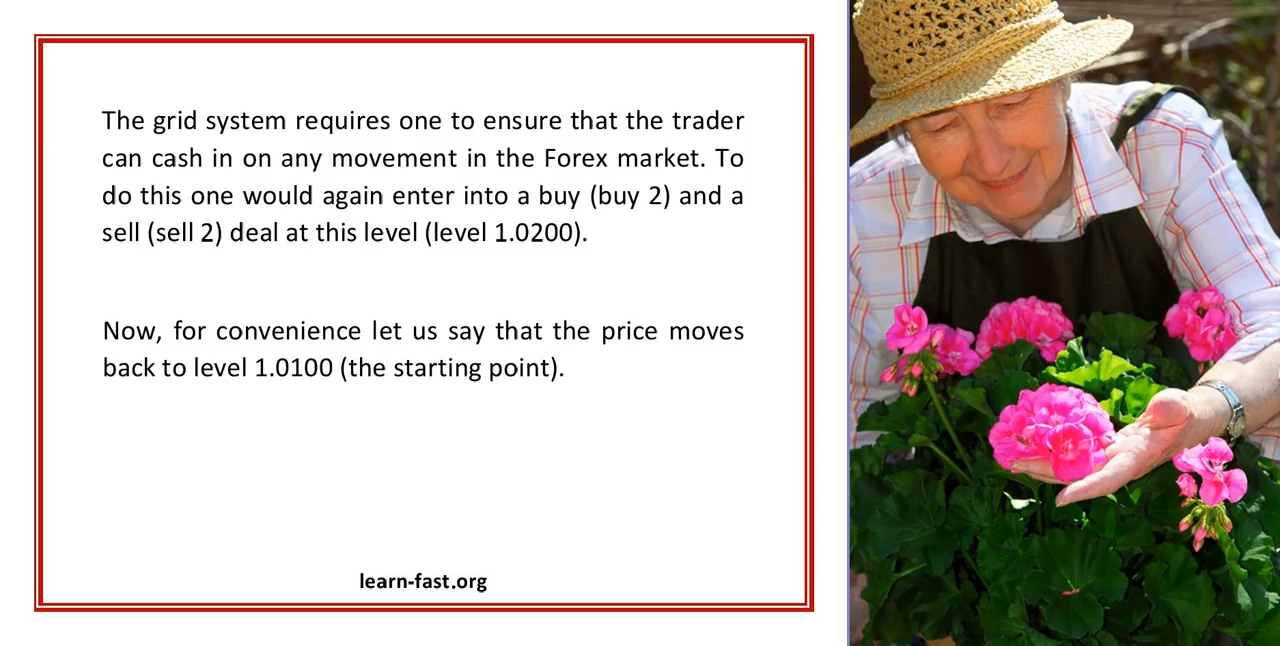 The grid system requires one to ensure that the trader
can cash in on any movement in the Forex market. To
do this one would again enter into a buy (buy 2) and a
sell (sell 2) deal at this level (level 1.0200).
Now, for convenience let us say that the price moves
back to level 1.0100 (the starting point).
learn-fast.org